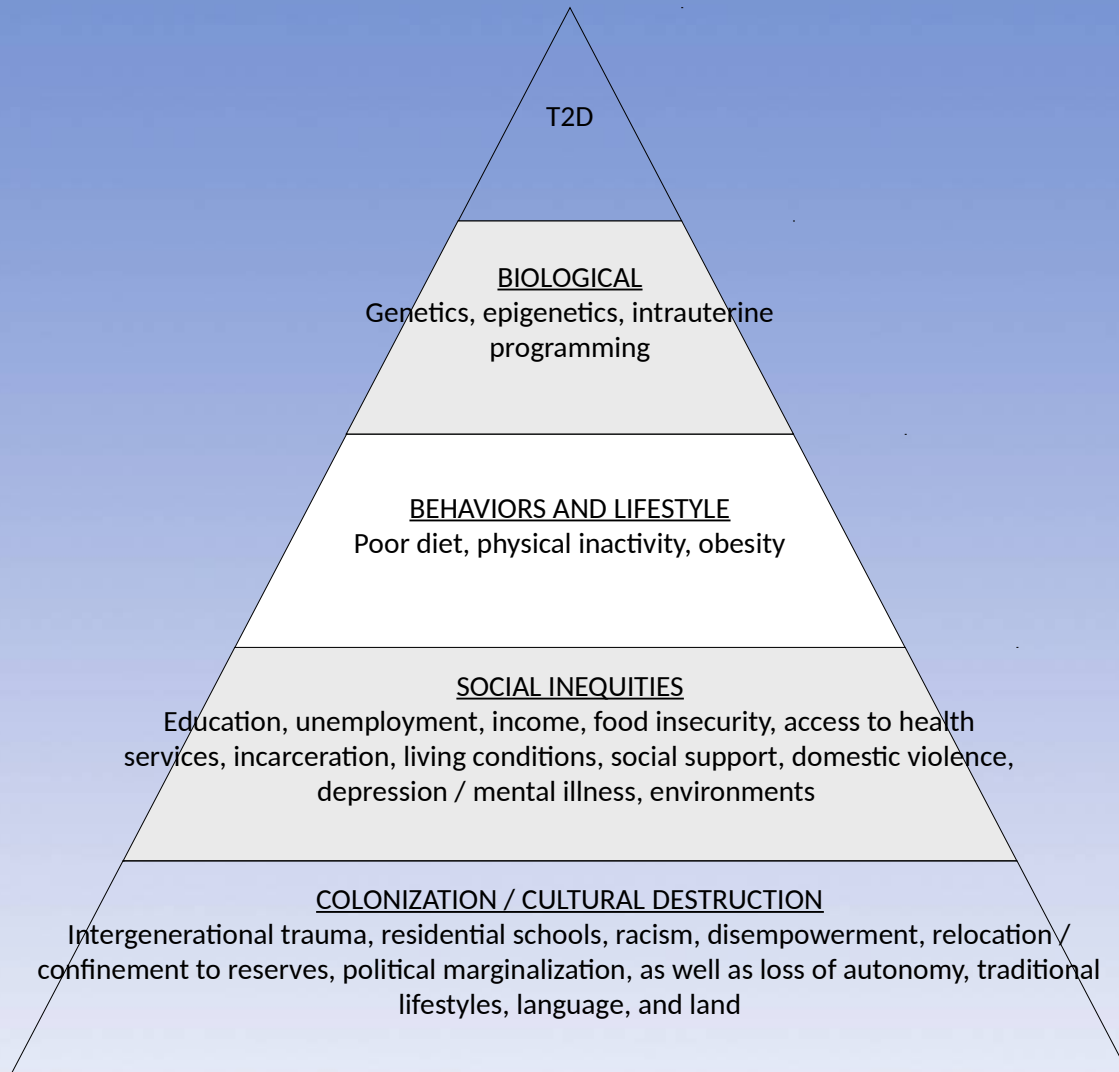 T2D
BIOLOGICAL
Genetics, epigenetics, intrauterine
programming
BEHAVIORS AND LIFESTYLE
Poor diet, physical inactivity, obesity
SOCIAL INEQUITIES
Education, unemployment, income, food insecurity, access to health
services, incarceration, living conditions, social support, domestic violence,
depression / mental illness, environments
COLONIZATION / CULTURAL DESTRUCTION
Intergenerational trauma, residential schools, racism, disempowerment, relocation /
confinement to reserves, political marginalization, as well as loss of autonomy, traditional
lifestyles, language, and land